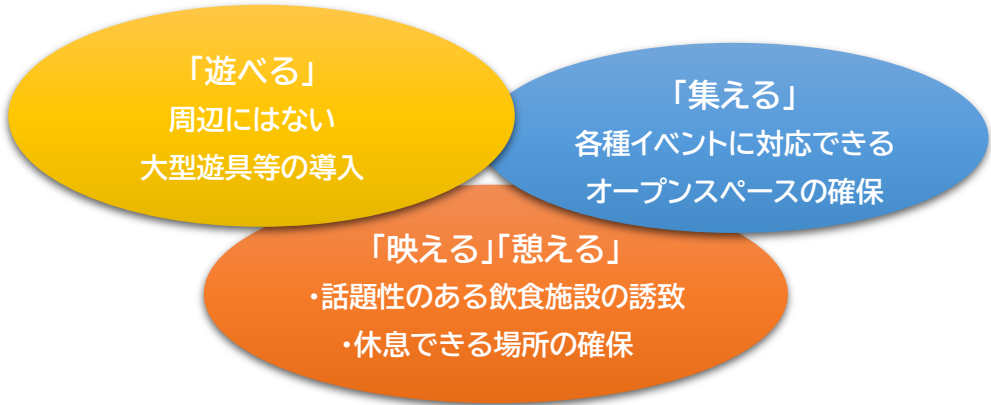 「遊べる」
周辺にはない
大型遊具等の導入
「集える」
各種イベントに対応できる
オープンスペースの確保
「映える」「憩える」
・話題性のある飲食施設の誘致
・休息できる場所の確保